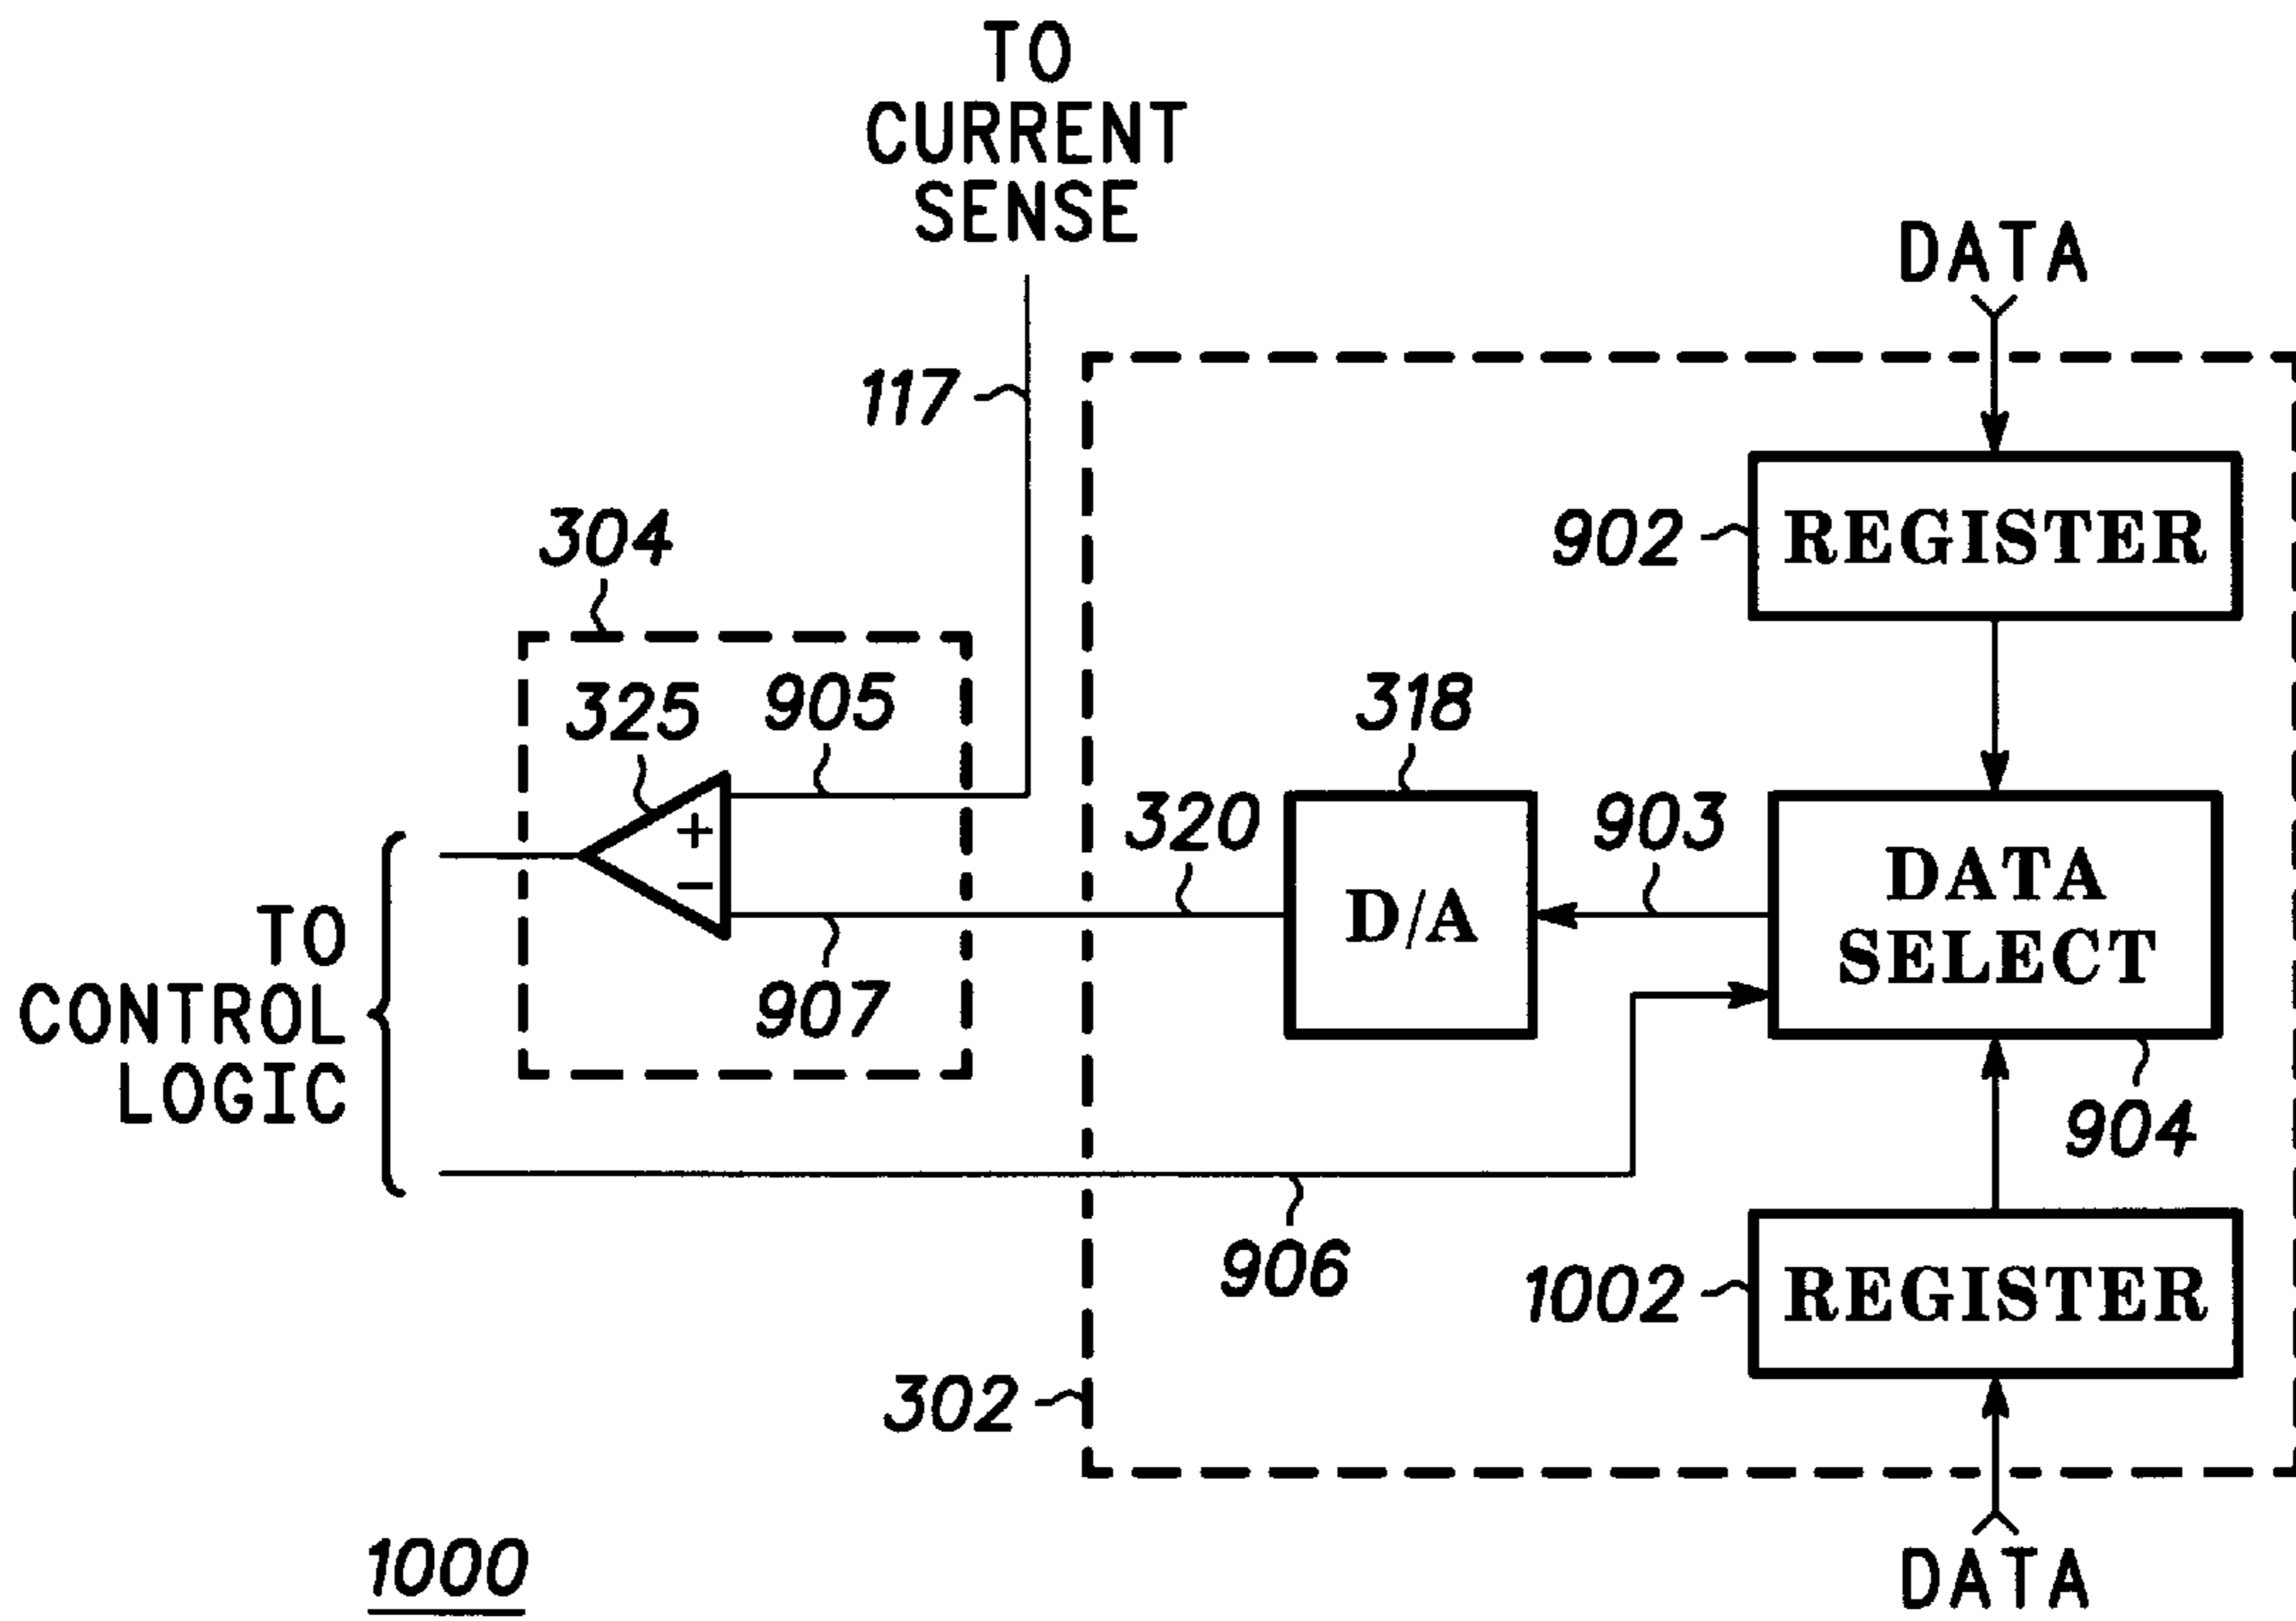 TO
CURRENT
SENSE
DATA
117
304
902
REGISTER
325
905
318
320
903
+
−
D/A
DATA
SELECT
TO
CONTROL
LOGIC
907
904
906
1002
REGISTER
302
1000
DATA